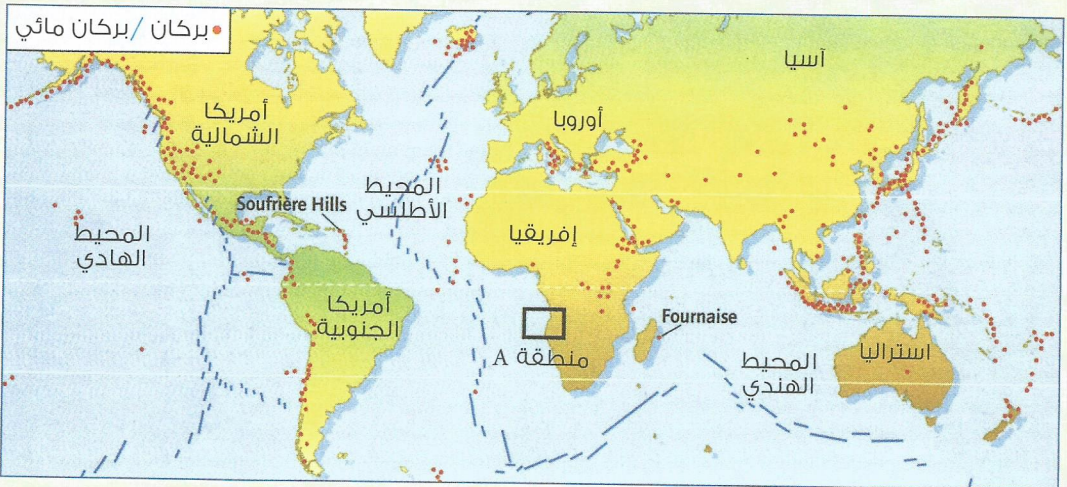 بركان / بركان مائي
آسيا
أمريكا
الشمالية
أوروبا
المحيط
الأطلسي
Soufrière Hills
المحيط
الهادي
إفريقيا
أمريكا
الجنوبية
Fournaise
منطقة A
المحيط
الهندي
استراليا